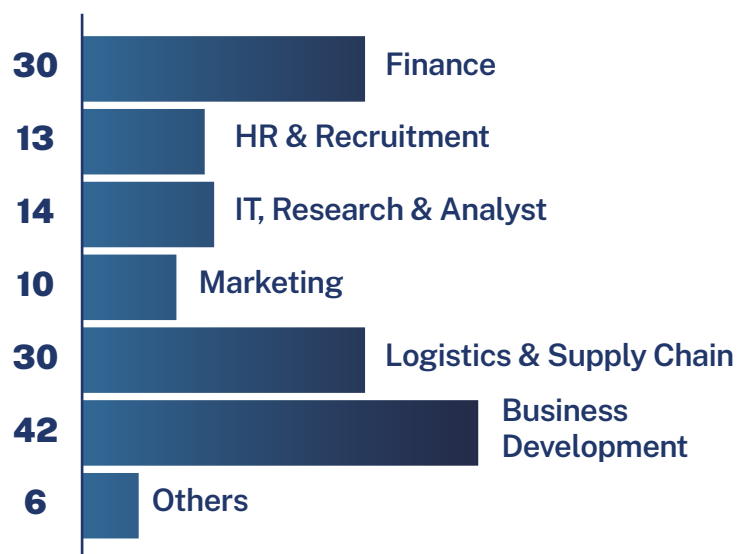 30 Finance
13 HR & Recruitment
14 IT, Research & Analyst
10 Marketing
30 Logistics & Supply Chain
42 Business
Development
6 Others